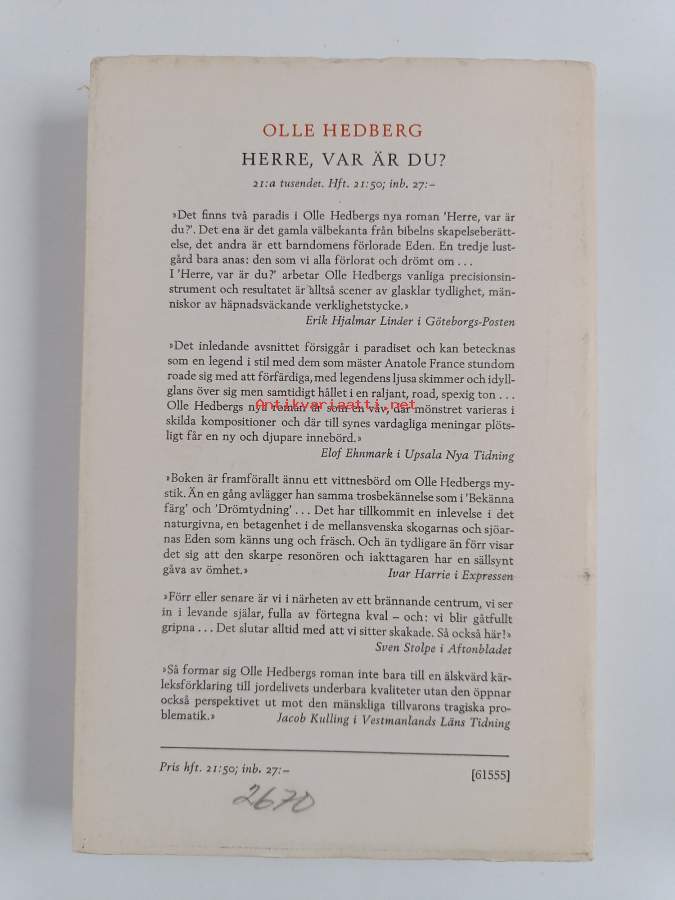 OLLE HEDBERG
HERRE, VAR ÄR DU?
21:a tusendet. Hft. 21:50; inb. 27:–
»Det finns två paradis i Olle Hedbergs nya roman 'Herre, var är
du?'. Det ena är det gamla välbekanta från bibelns skapelseberätt-
else, det andra är ett barndomens förlorade Eden. En tredje lust-
gård bara anas: den som vi alla förlorat och drömt om ...
I 'Herre, var är du?' arbetar Olle Hedbergs vanliga precisionsin-
strument och resultatet är alltså scener av glasklar tydlighet, män-
niskor av häpnadsväckande verklighetstycke.»
Erik Hjalmar Linder i Göteborgs-Posten
»Det inledande avsnittet försiggår i paradiset och kan betecknas
som en legend i stil med dem som mäster Anatole France stundom
roade sig med att förfärdiga, med legendens ljusa skimmer och idyll-
glans över sig men samtidigt hållet i en raljant, road, spexig ton ...
Antikvariaatti.net
Olle Hedbergs nya roman är som en väv, där mönstret varieras i
skilda kompositioner och där till synes vardagliga meningar plöts-
ligt får en ny och djupare innebörd.»
Elof Ehnmark i Upsala Nya Tidning
»Boken är framförallt ännu ett vittnesbörd om Olle Hedbergs my-
stik. Än en gång avlägger han samma trosbekännelse som i 'Bekänna
färg' och 'Drömtydning' ... Det har tillkommit en inlevelse i det
naturgivna, en betagenhet i de mellansvenska skogarnas och sjöar-
nas Eden som känns ung och fräsch. Och än tydligare än förr visar
det sig att den skarpe resonören och iakttagaren har en sällsynt
gåva av ömhet.» Ivar Harrie i Expressen
»Förr eller senare är vi i närheten av ett brännande centrum, vi ser
in i levande själar, fulla av förtegna kval – och: vi blir gåtfullt
gripna ... Det slutar alltid med att vi sitter skakade. Så också här!»
Sven Stolpe i Aftonbladet
»Så formar sig Olle Hedbergs roman inte bara till en älskvärd kär-
leksförklaring till jordelivets underbara kvaliteter utan den öppnar
också perspektivet ut mot den mänskliga tillvarons tragiska pro-
blematik.» Jacob Kulling i Vestmanlands Läns Tidning
Pris hft. 21:50; inb. 27:– [61555]
2670